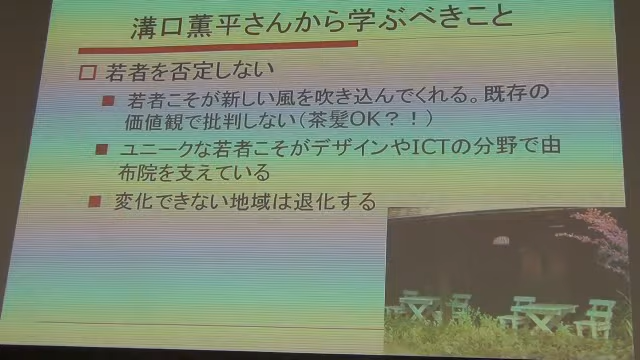 溝口薫平さんから学ぶべきこと
若者を否定しない
若者こそが新しい風を吹き込んでくれる。既存の
価値観で批判しない(茶髪OK?!)
ユニークな若者こそがデザインやICTの分野で由
布院を支えている
変化できない地域は退化する